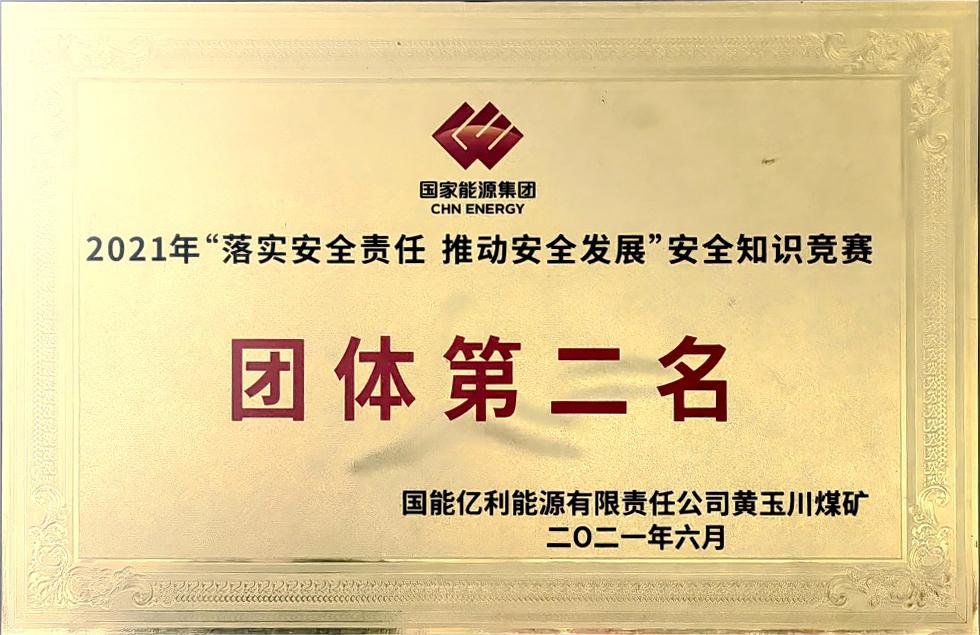 国家能源集团
CHN ENERGY
2021年“落实安全责任 推动安全发展”安全知识竞赛
团体第二名
国能亿利能源有限责任公司黄玉川煤矿
二〇二一年六月